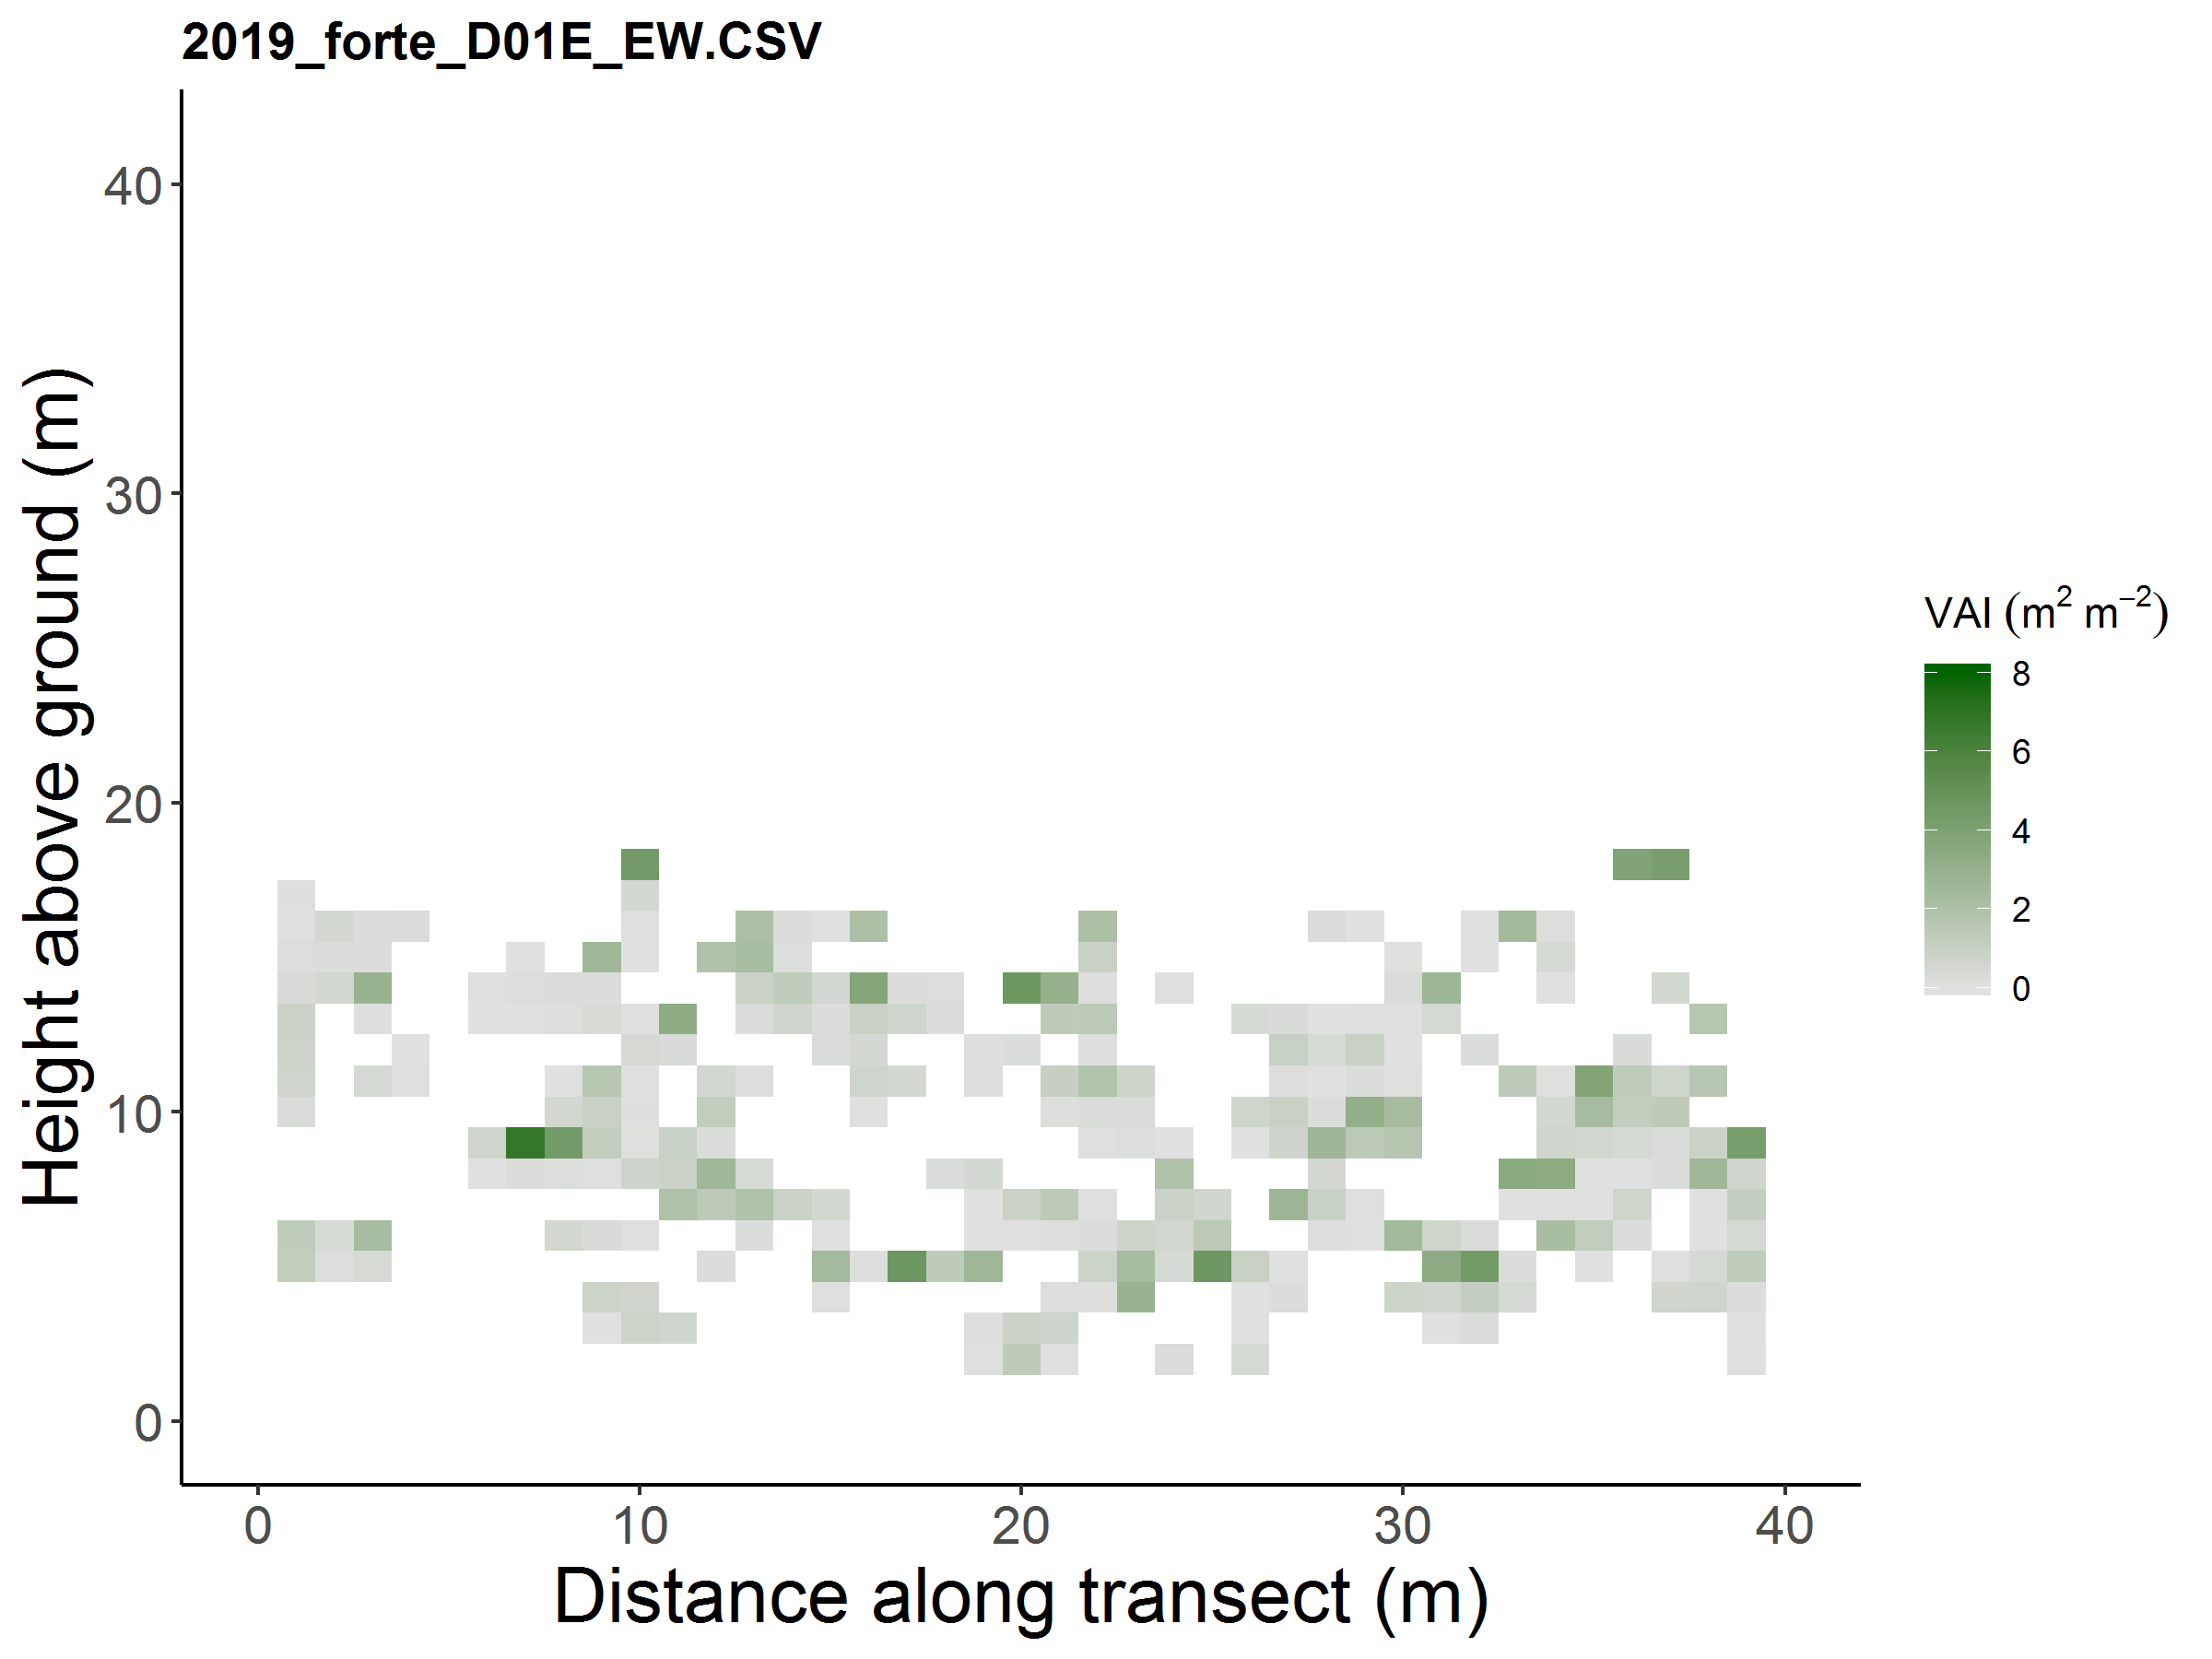 2019_forte_D01E_EW.CSV
40
30
20
10
0
Height above ground (m)
0 10 20 30 40
Distance along transect (m)
VAI (m² m⁻²)
8
6
4
2
0